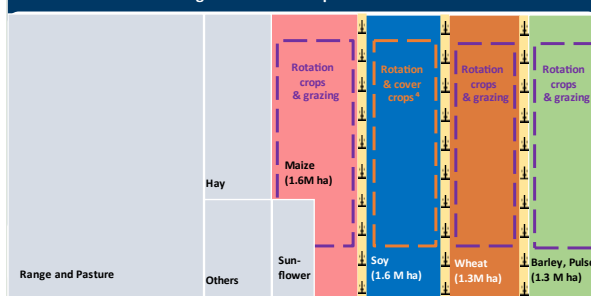 Rotation
crops
& grazing
Rotation
& cover
crops⁴
Rotation
crops
& grazing
Rotation
crops
& grazing
Maize
(1.6M ha)
Hay
Range and Pasture
Others
Sun-
flower
Soy
(1.6 M ha)
Wheat
(1.3M ha)
Barley, Pulse
(1.3 M ha)